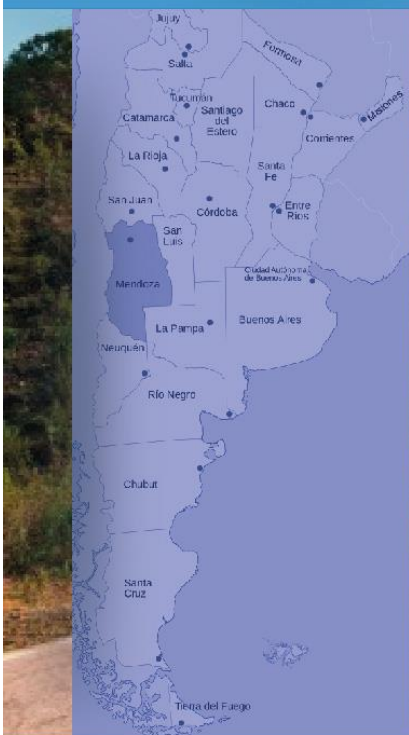 Jujuy
Salta
Formosa
Tucumán
Santiago
del
Estero
Chaco
Misiones
Catamarca
Corrientes
La Rioja
Santa
Fe
San Juan
Córdoba
Entre
Ríos
San
Luis
Mendoza
Ciudad Autónoma
de Buenos Aires
La Pampa
Buenos Aires
Neuquén
Río Negro
Chubut
Santa
Cruz
Tierra del Fuego